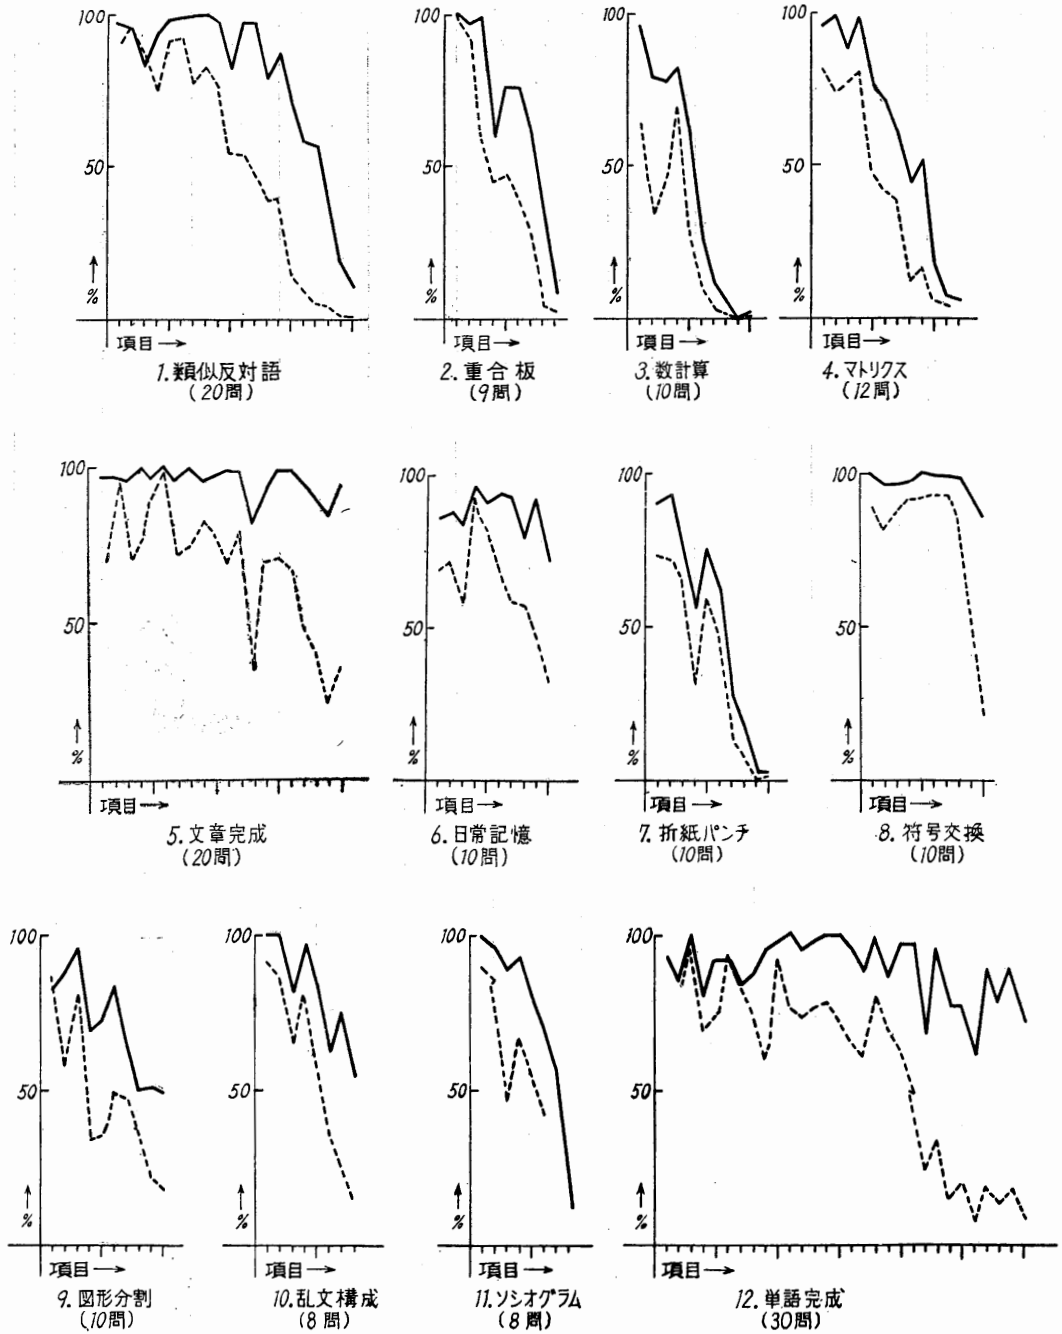 100
50
↑
%
項目→
1. 類似反対語
(20問)
100
50
↑
%
項目→
2. 重合板
(9問)
100
50
↑
%
項目→
3. 数計算
(10問)
100
50
↑
%
項目→
4. マトリクス
(12問)
100
50
↑
%
項目→
5. 文章完成
(20問)
100
50
↑
%
項目→
6. 日常記憶
(10問)
100
50
↑
%
項目→
7. 折紙パンチ
(10問)
100
50
↑
%
項目→
8. 符号交換
(10問)
100
50
↑
%
項目→
9. 図形分割
(10問)
100
50
↑
%
項目→
10. 乱文構成
(8問)
100
50
↑
%
項目→
11. ソシオグラム
(8問)
100
50
↑
%
項目→
12. 単語完成
(30問)